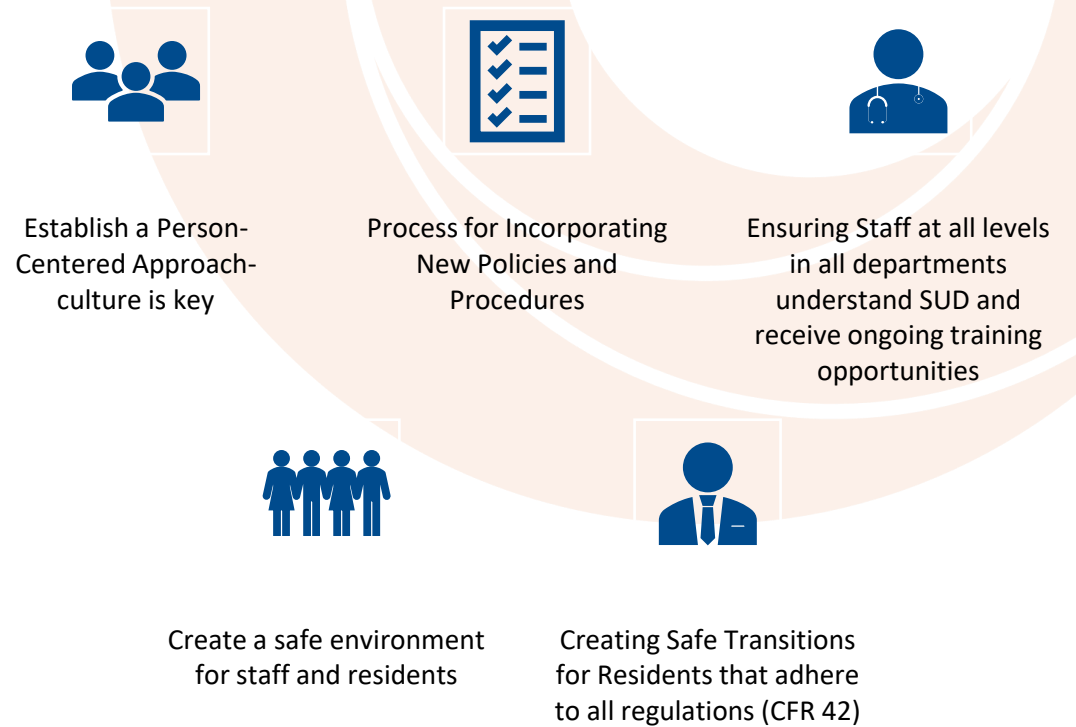 Establish a Person-
Centered Approach-
culture is key
Process for Incorporating
New Policies and
Procedures
Ensuring Staff at all levels
in all departments
understand SUD and
receive ongoing training
opportunities
Create a safe environment
for staff and residents
Creating Safe Transitions
for Residents that adhere
to all regulations (CFR 42)